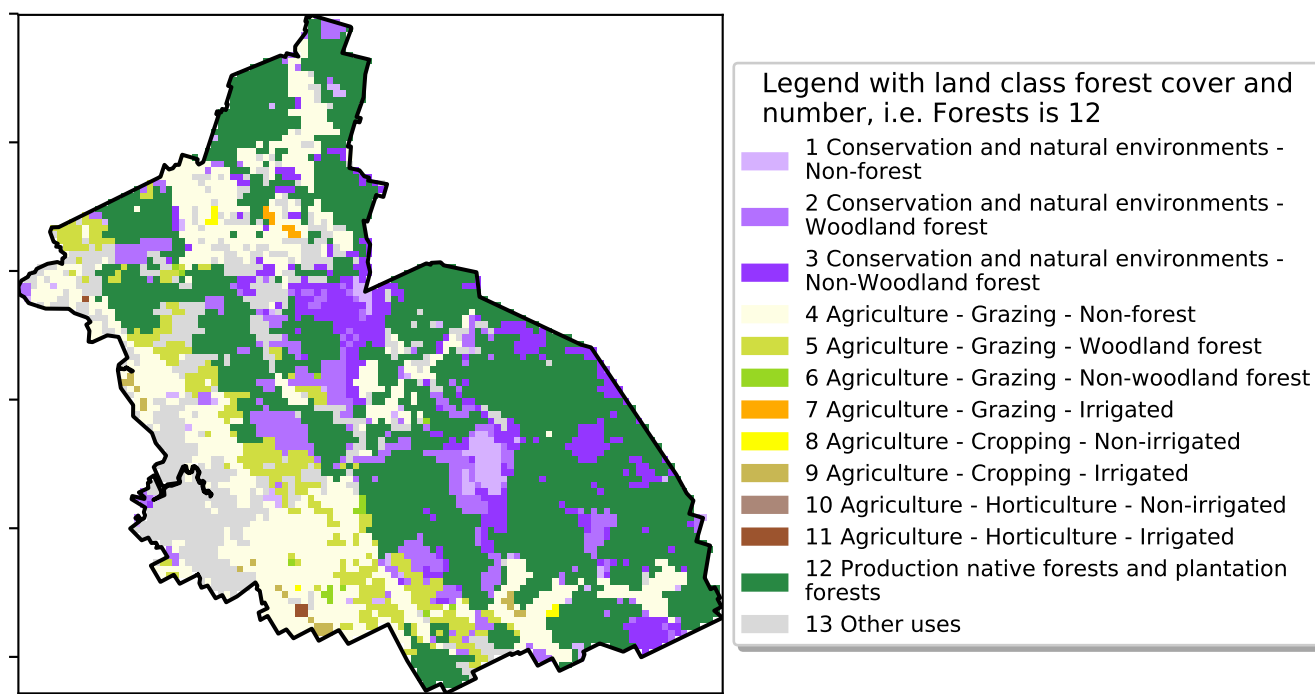 Legend with land class forest cover and
number, i.e. Forests is 12
1 Conservation and natural environments -
Non-forest
2 Conservation and natural environments -
Woodland forest
3 Conservation and natural environments -
Non-Woodland forest
4 Agriculture - Grazing - Non-forest
5 Agriculture - Grazing - Woodland forest
6 Agriculture - Grazing - Non-woodland forest
7 Agriculture - Grazing - Irrigated
8 Agriculture - Cropping - Non-irrigated
9 Agriculture - Cropping - Irrigated
10 Agriculture - Horticulture - Non-irrigated
11 Agriculture - Horticulture - Irrigated
12 Production native forests and plantation
forests
13 Other uses